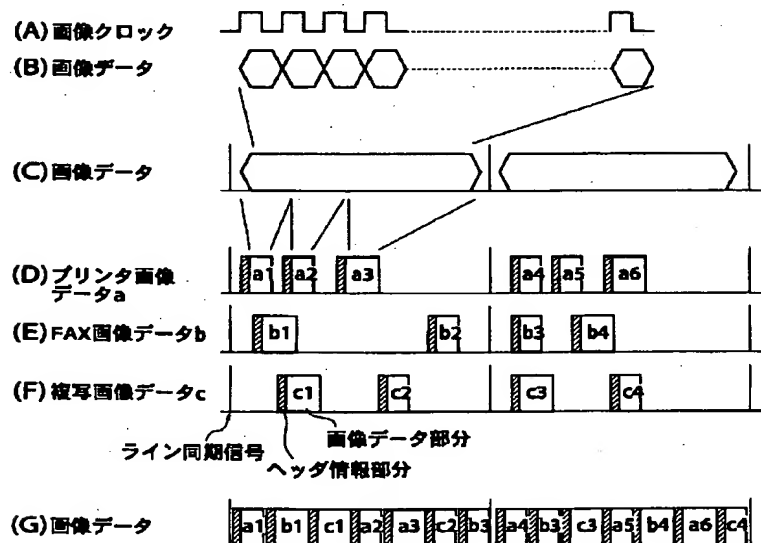 (A)画像クロック
(B)画像データ
(C)画像データ
(D)プリンタ画像
データa
a1 a2 a3 a4 a5 a6
(E)FAX画像データb
b1 b2 b3 b4
(F)複写画像データc
c1 c2 c3 c4
画像データ部分
ライン同期信号
ヘッダ情報部分
(G)画像データ
a1 b1 c1 a2 a3 c2 b3 a4 b3 c3 a5 b4 a6 c4